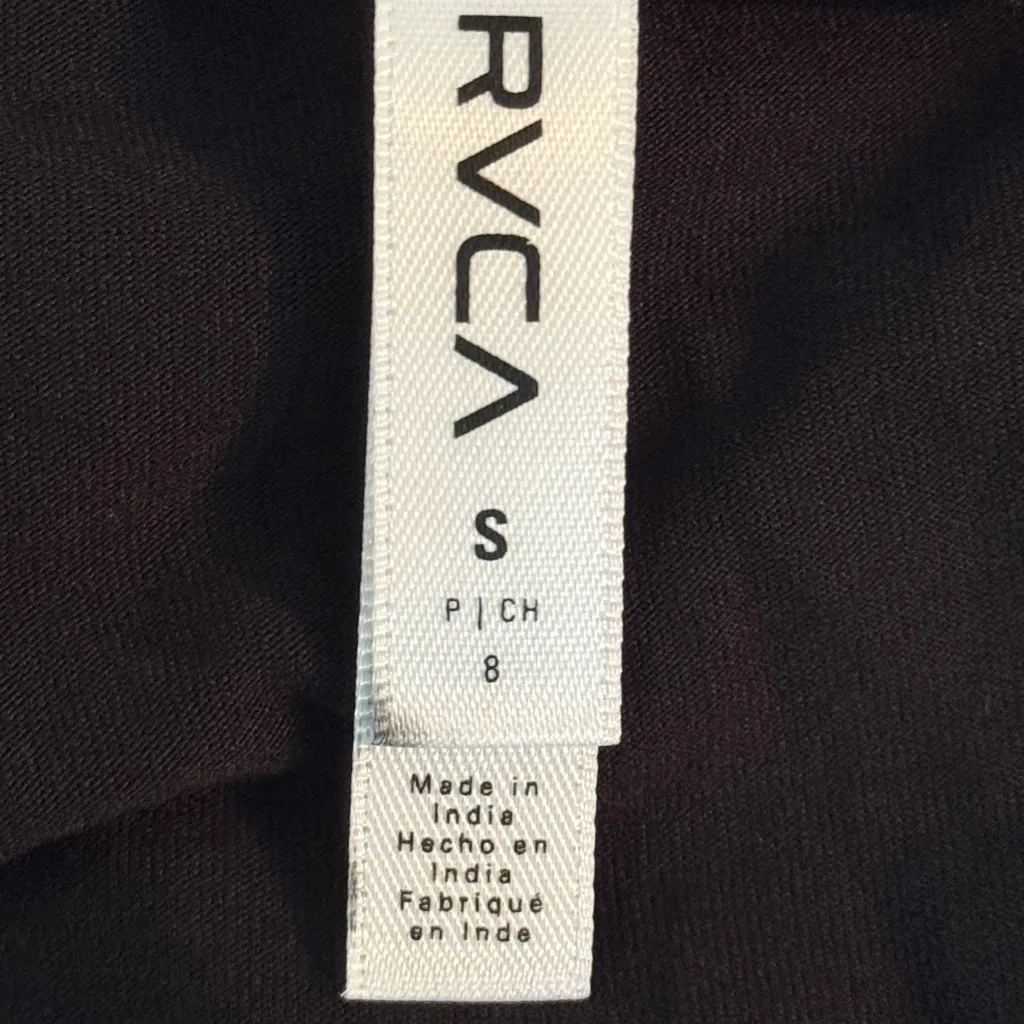 RVCA
S
P | CH
8
Made in
India
Hecho en
India
Fabriqué
en Inde